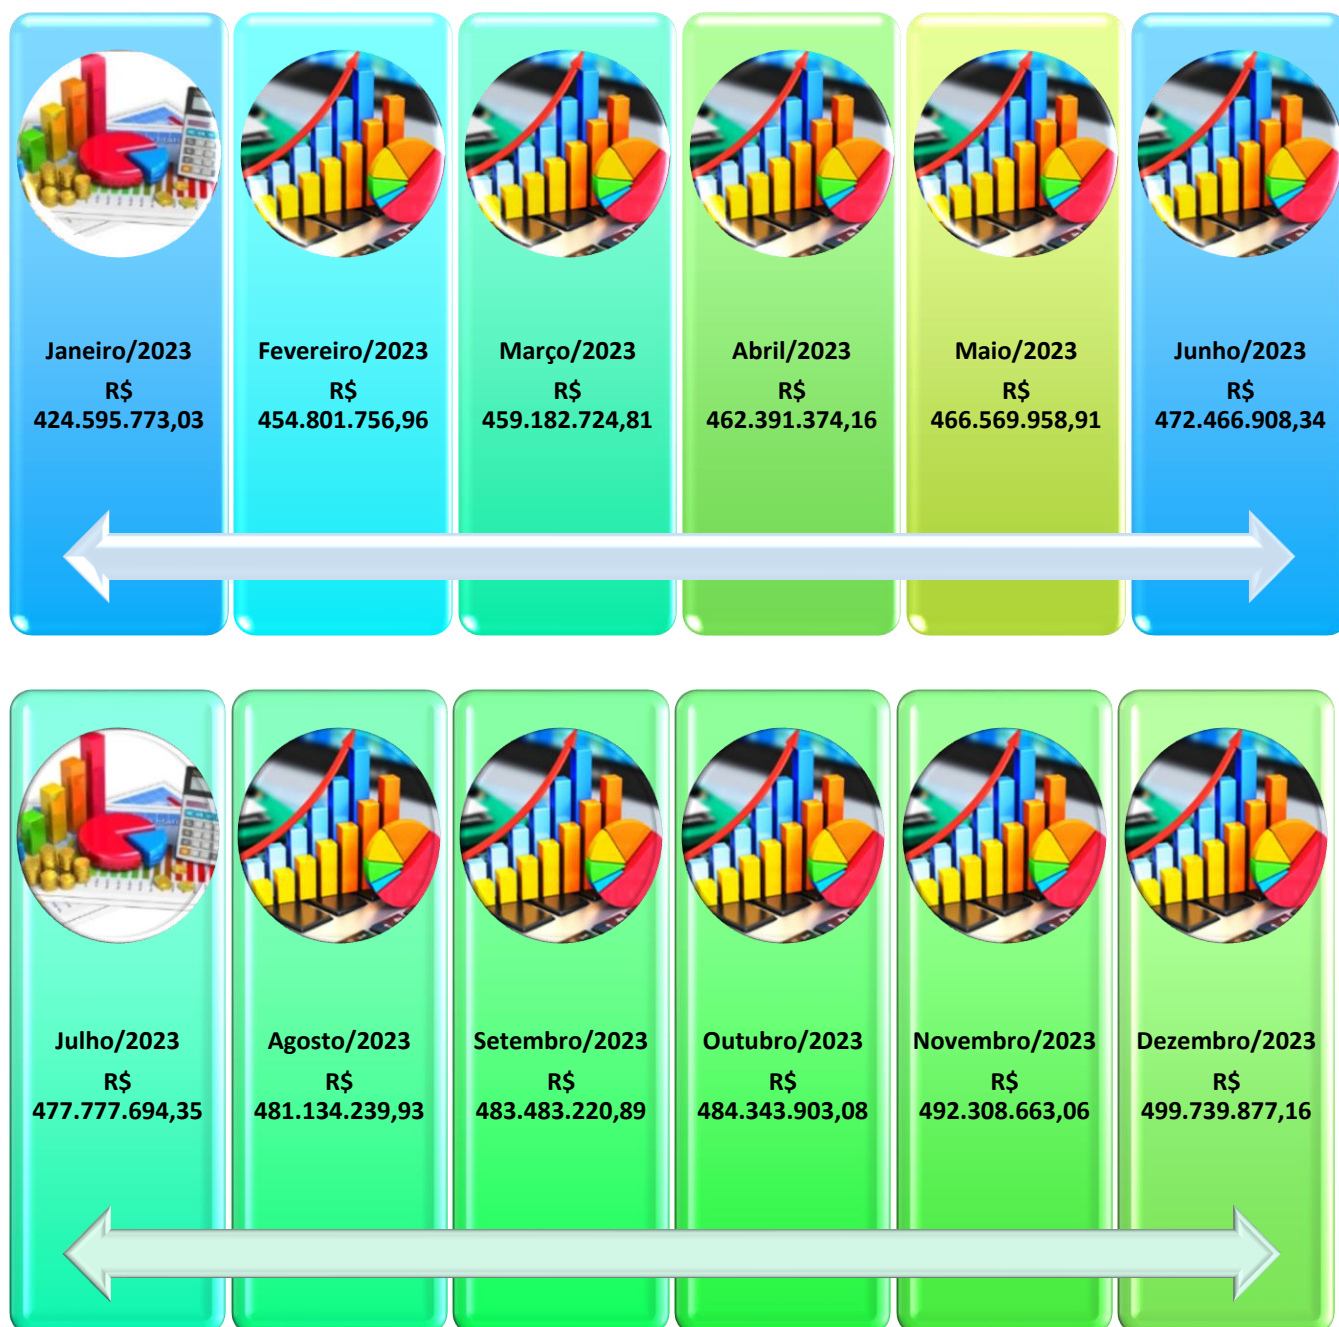 Janeiro/2023
R$
424.595.773,03
Fevereiro/2023
R$
454.801.756,96
Março/2023
R$
459.182.724,81
Abril/2023
R$
462.391.374,16
Maio/2023
R$
466.569.958,91
Junho/2023
R$
472.466.908,34
Julho/2023
R$
477.777.694,35
Agosto/2023
R$
481.134.239,93
Setembro/2023
R$
483.483.220,89
Outubro/2023
R$
484.343.903,08
Novembro/2023
R$
492.308.663,06
Dezembro/2023
R$
499.739.877,16